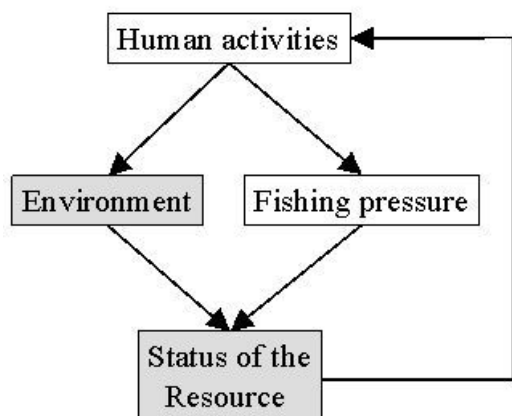 Human activities
Environment
Fishing pressure
Status of the
Resource